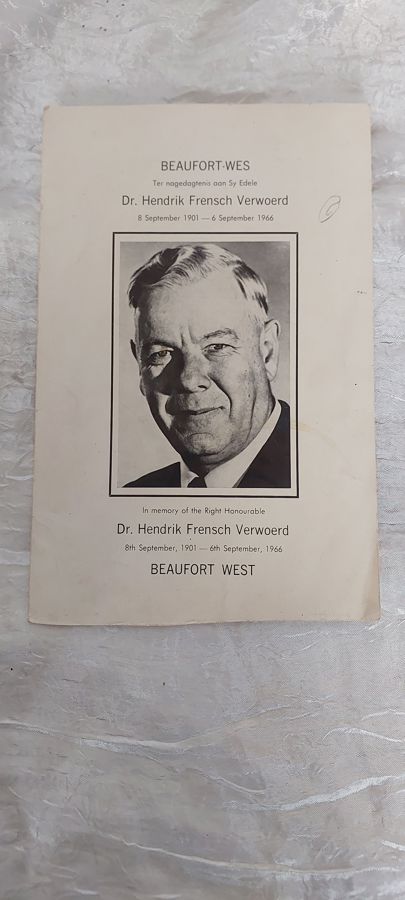 BEAUFORT-WES
Ter nagedagtenis aan Sy Edele
Dr. Hendrik Frensch Verwoerd
8 September 1901 — 6 September 1966
In memory of the Right Honourable
Dr. Hendrik Frensch Verwoerd
8th September, 1901 — 6th September, 1966
BEAUFORT WEST